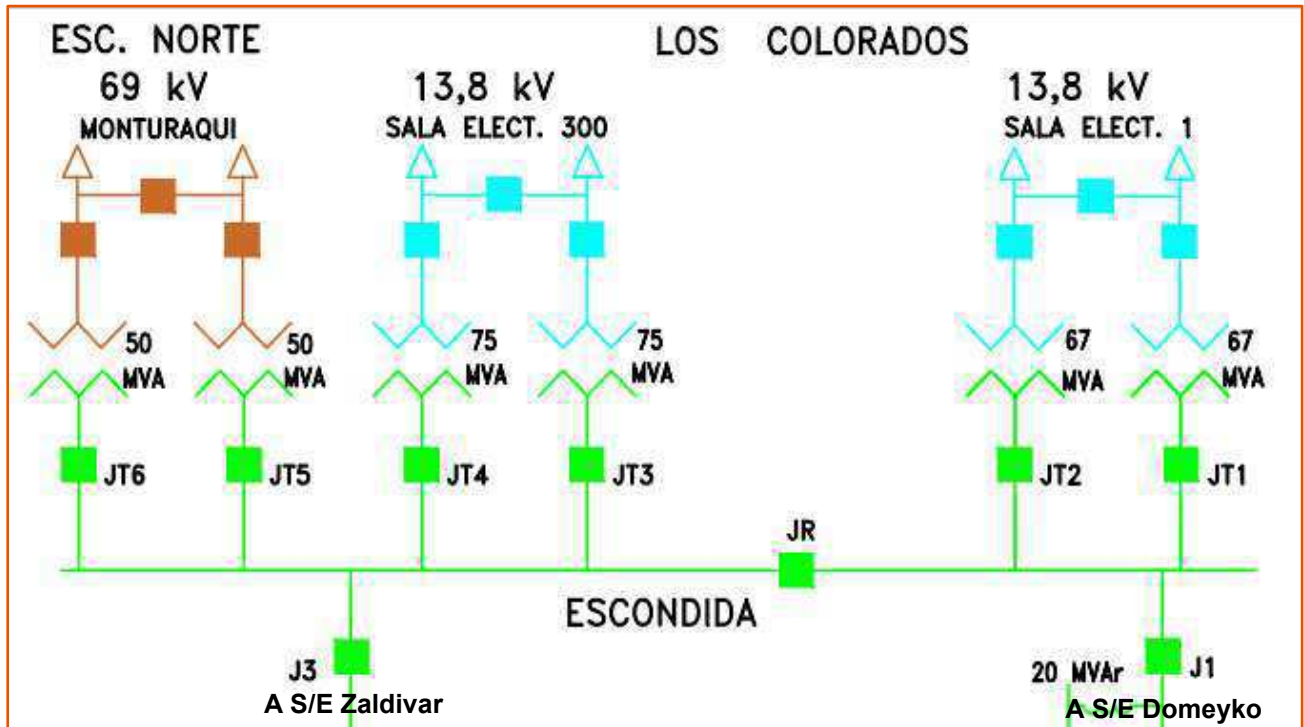 ESC. NORTE
LOS COLORADOS
69 kV
13,8 kV
13,8 kV
MONTURAQUI
SALA ELECT. 300
SALA ELECT. 1
50
MVA
50
MVA
75
MVA
75
MVA
67
MVA
67
MVA
JT6
JT5
JT4
JT3
JT2
JT1
JR
ESCONDIDA
J3
A S/E Zaldivar
20 MVAr
J1
A S/E Domeyko